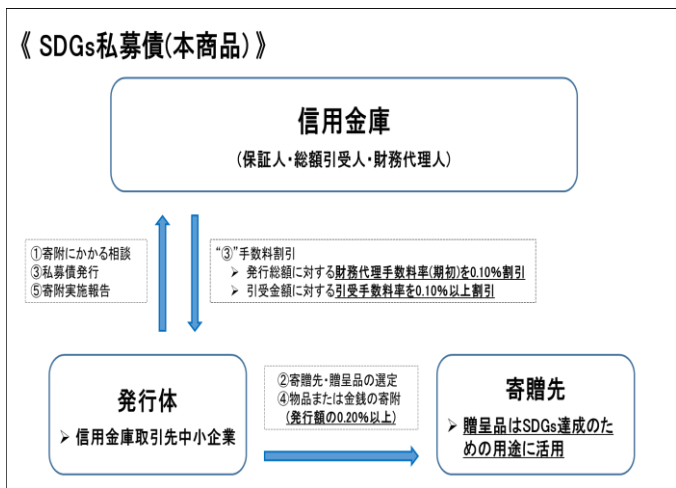 《 SDGs私募債(本商品) 》
信用金庫
(保証人・総額引受人・財務代理人)
①寄附にかかる相談
③私募債発行
⑤寄附実施報告
“③”手数料割引
➢ 発行総額に対する財務代理手数料率(期初)を0.10%割引
➢ 引受金額に対する引受手数料率を0.10%以上割引
発行体
➢ 信用金庫取引先中小企業
②寄贈先・贈呈品の選定
④物品または金銭の寄附
(発行額の0.20%以上)
寄贈先
➢ 贈呈品はSDGs達成のた
めの用途に活用